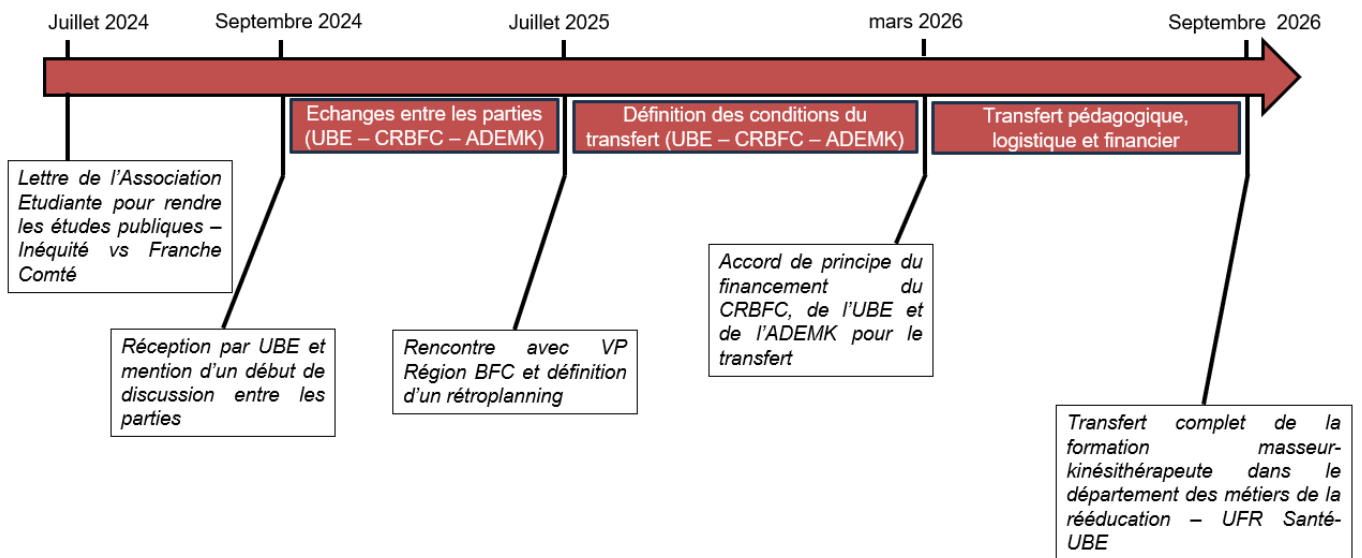 Juillet 2024
Septembre 2024
Juillet 2025
mars 2026
Septembre 2026
Echanges entre les parties
(UBE – CRBFC – ADEMK)
Définition des conditions du
transfert (UBE – CRBFC – ADEMK)
Transfert pédagogique,
logistique et financier
Lettre de l’Association
Etudiante pour rendre
les études publiques –
Inéquité vs Franche
Comté
Réception par UBE et
mention d’un début de
discussion entre les
parties
Rencontre avec VP
Région BFC et définition
d’un rétroplanning
Accord de principe du
financement du
CRBFC, de l’UBE et
de l’ADEMK pour le
transfert
Transfert complet de la
formation masseur-
kinésithérapeute dans le
département des métiers de la
rééducation – UFR Santé-
UBE